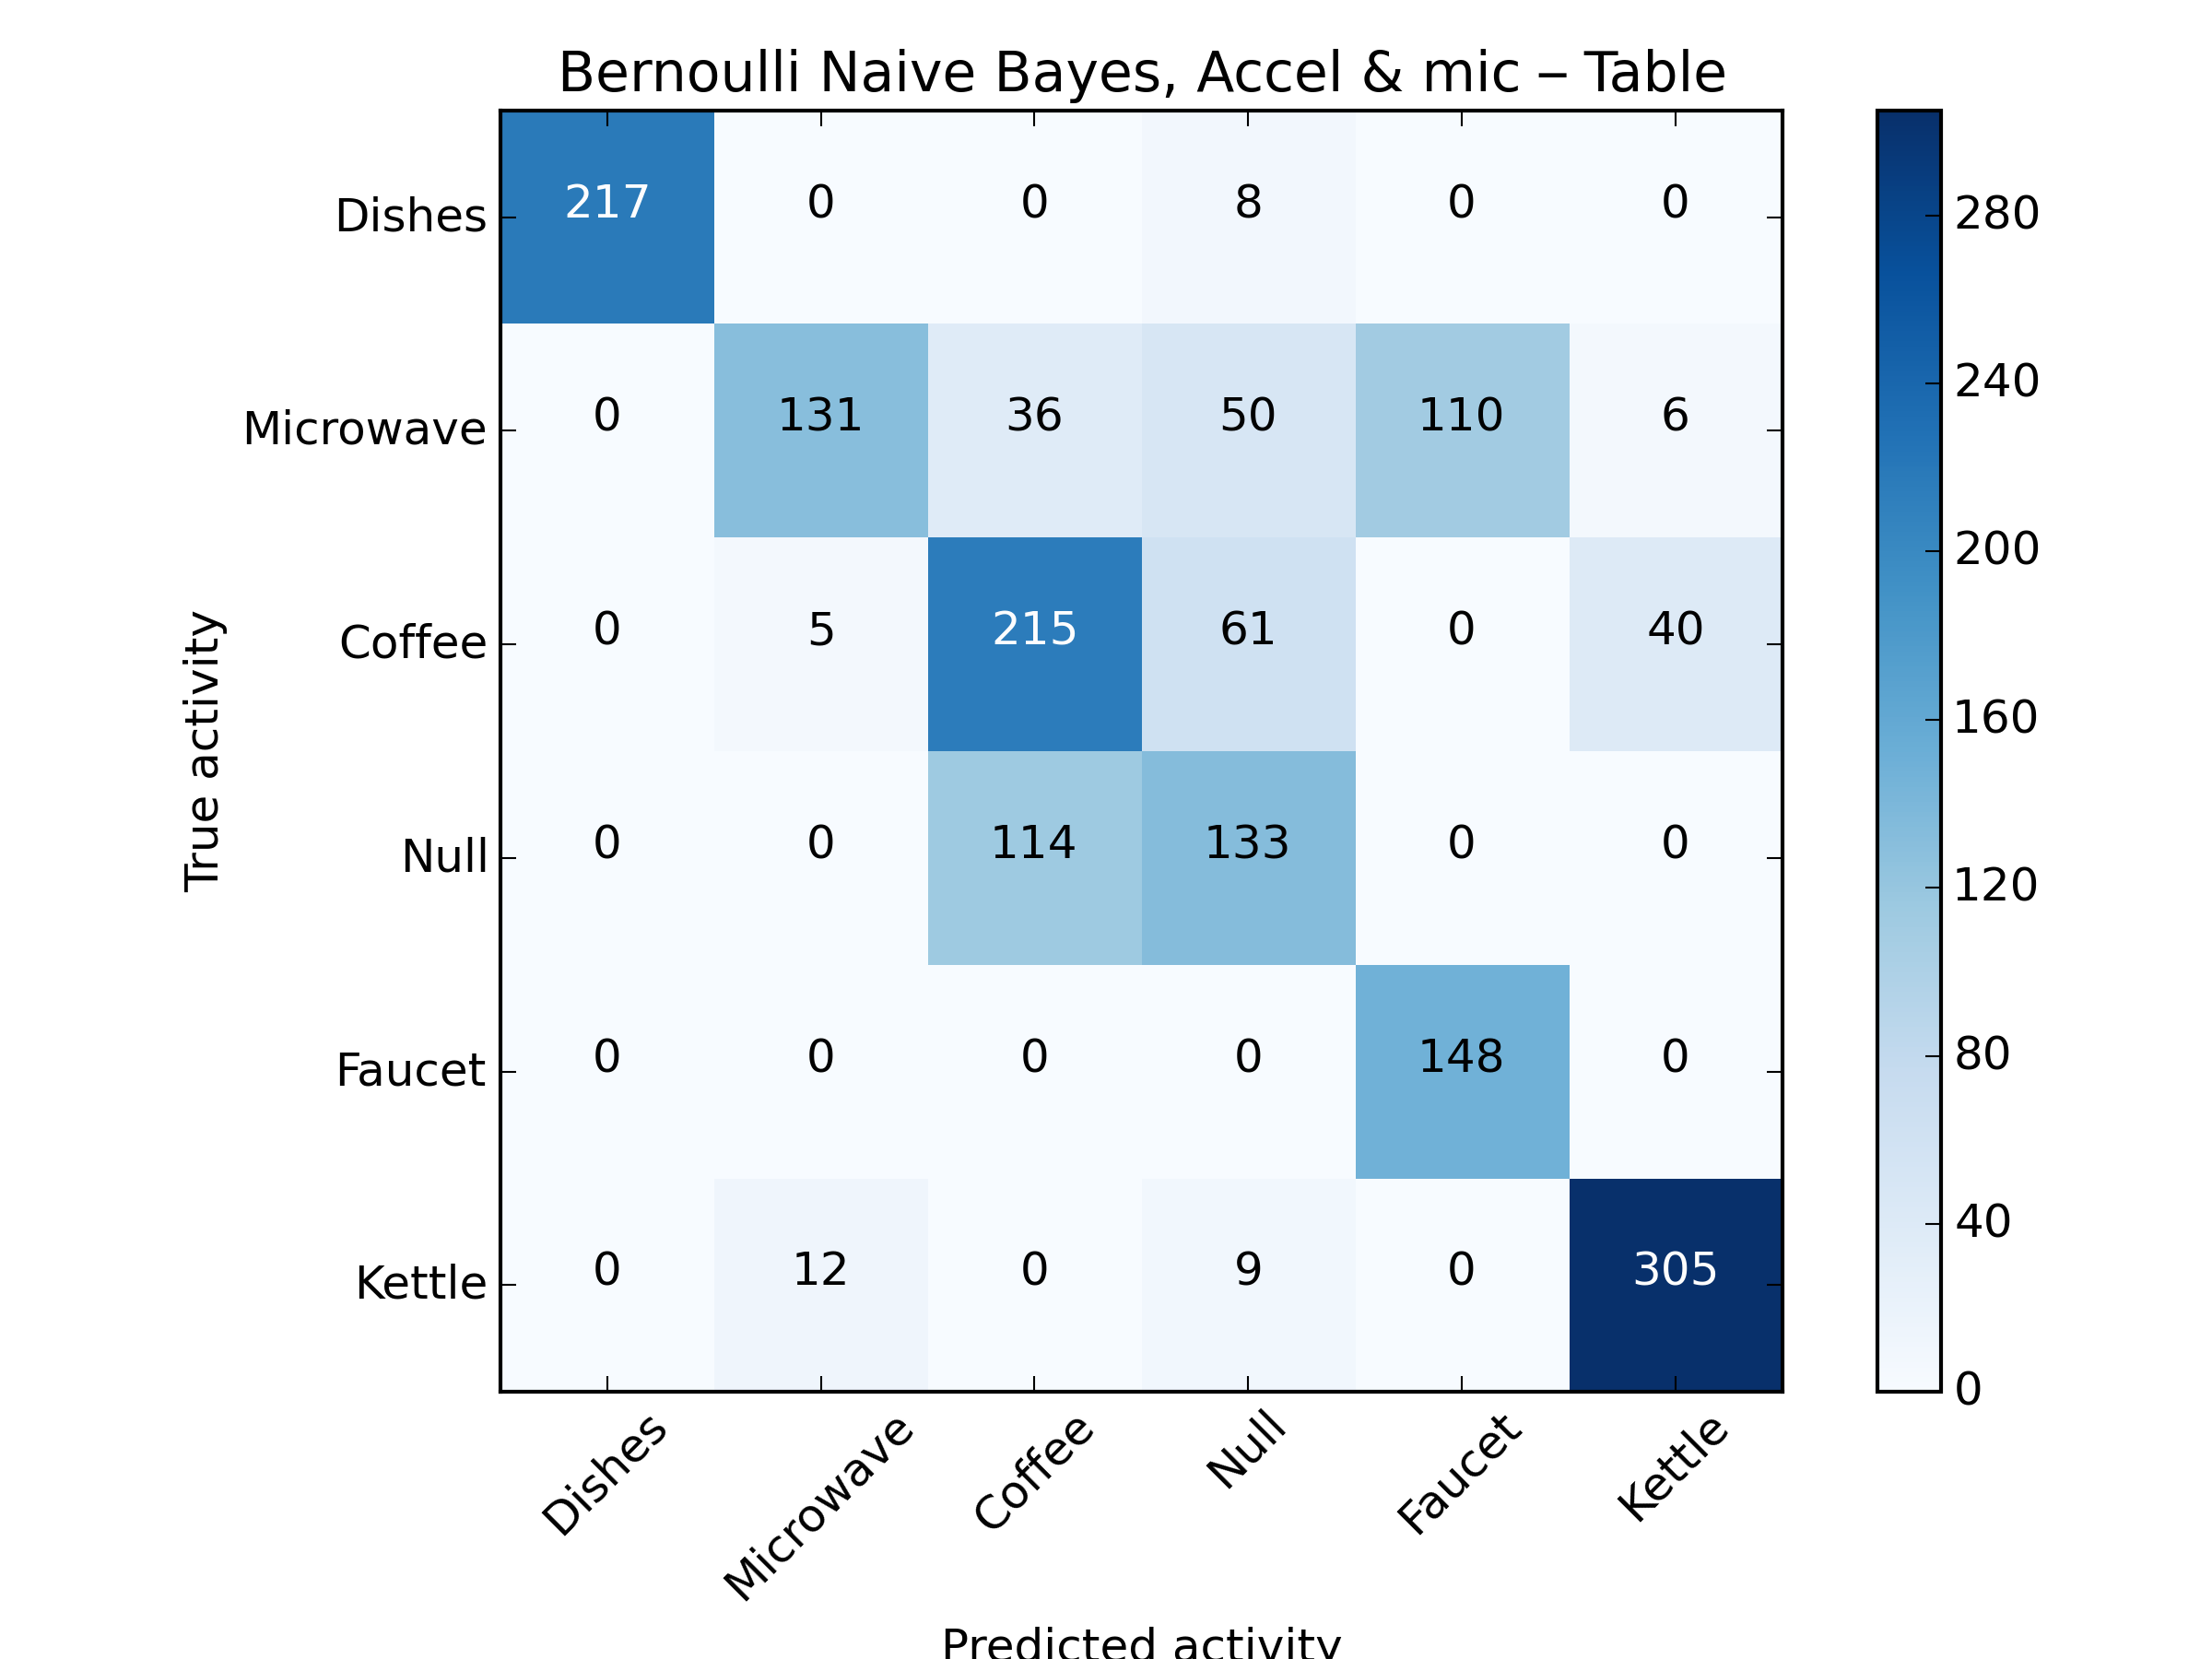 Bernoulli Naive Bayes, Accel & mic – Table
Dishes 217 0 0 8 0 0
Microwave 0 131 36 50 110 6
Coffee 0 5 215 61 0 40
Null 0 0 114 133 0 0
Faucet 0 0 0 0 148 0
Kettle 0 12 0 9 0 305
True activity
Dishes Microwave Coffee Null Faucet Kettle
Predicted activity
280
240
200
160
120
80
40
0